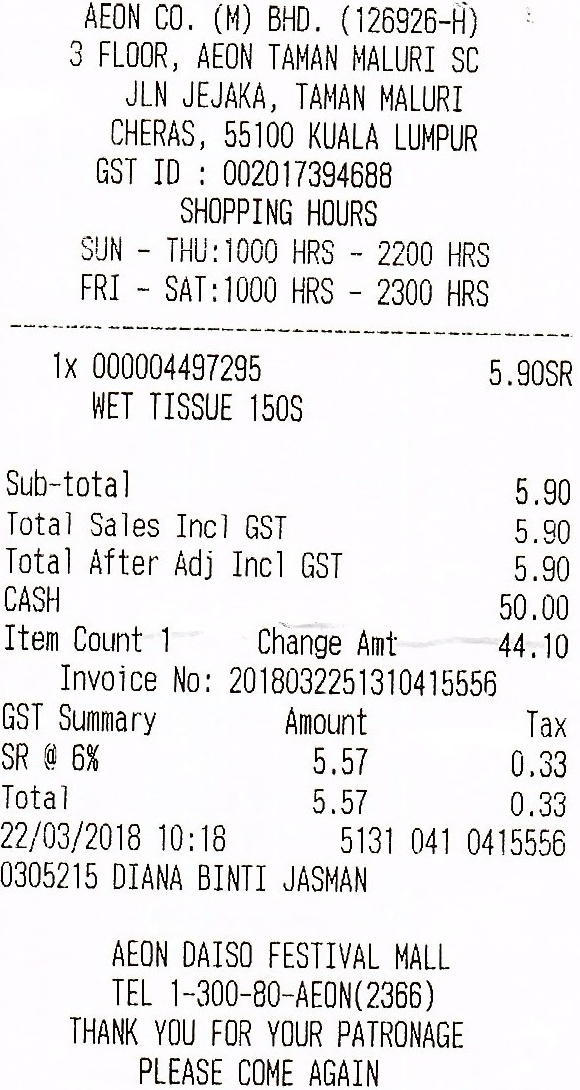 AEON CO. (M) BHD. (126926-H)
3 FLOOR, AEON TAMAN MALURI SC
JLN JEJAKA, TAMAN MALURI
CHERAS, 55100 KUALA LUMPUR
GST ID : 002017394688
SHOPPING HOURS
SUN - THU:1000 HRS - 2200 HRS
FRI - SAT:1000 HRS - 2300 HRS
1x 000004497295 5.90SR
WET TISSUE 150S
Sub-total 5.90
Total Sales Incl GST 5.90
Total After Adj Incl GST 5.90
CASH 50.00
Item Count 1 Change Amt 44.10
Invoice No: 2018032251310415556
GST Summary Amount Tax
SR @ 6% 5.57 0.33
Total 5.57 0.33
22/03/2018 10:18 5131 041 0415556
0305215 DIANA BINTI JASMAN
AEON DAISO FESTIVAL MALL
TEL 1-300-80-AEON(2366)
THANK YOU FOR YOUR PATRONAGE
PLEASE COME AGAIN